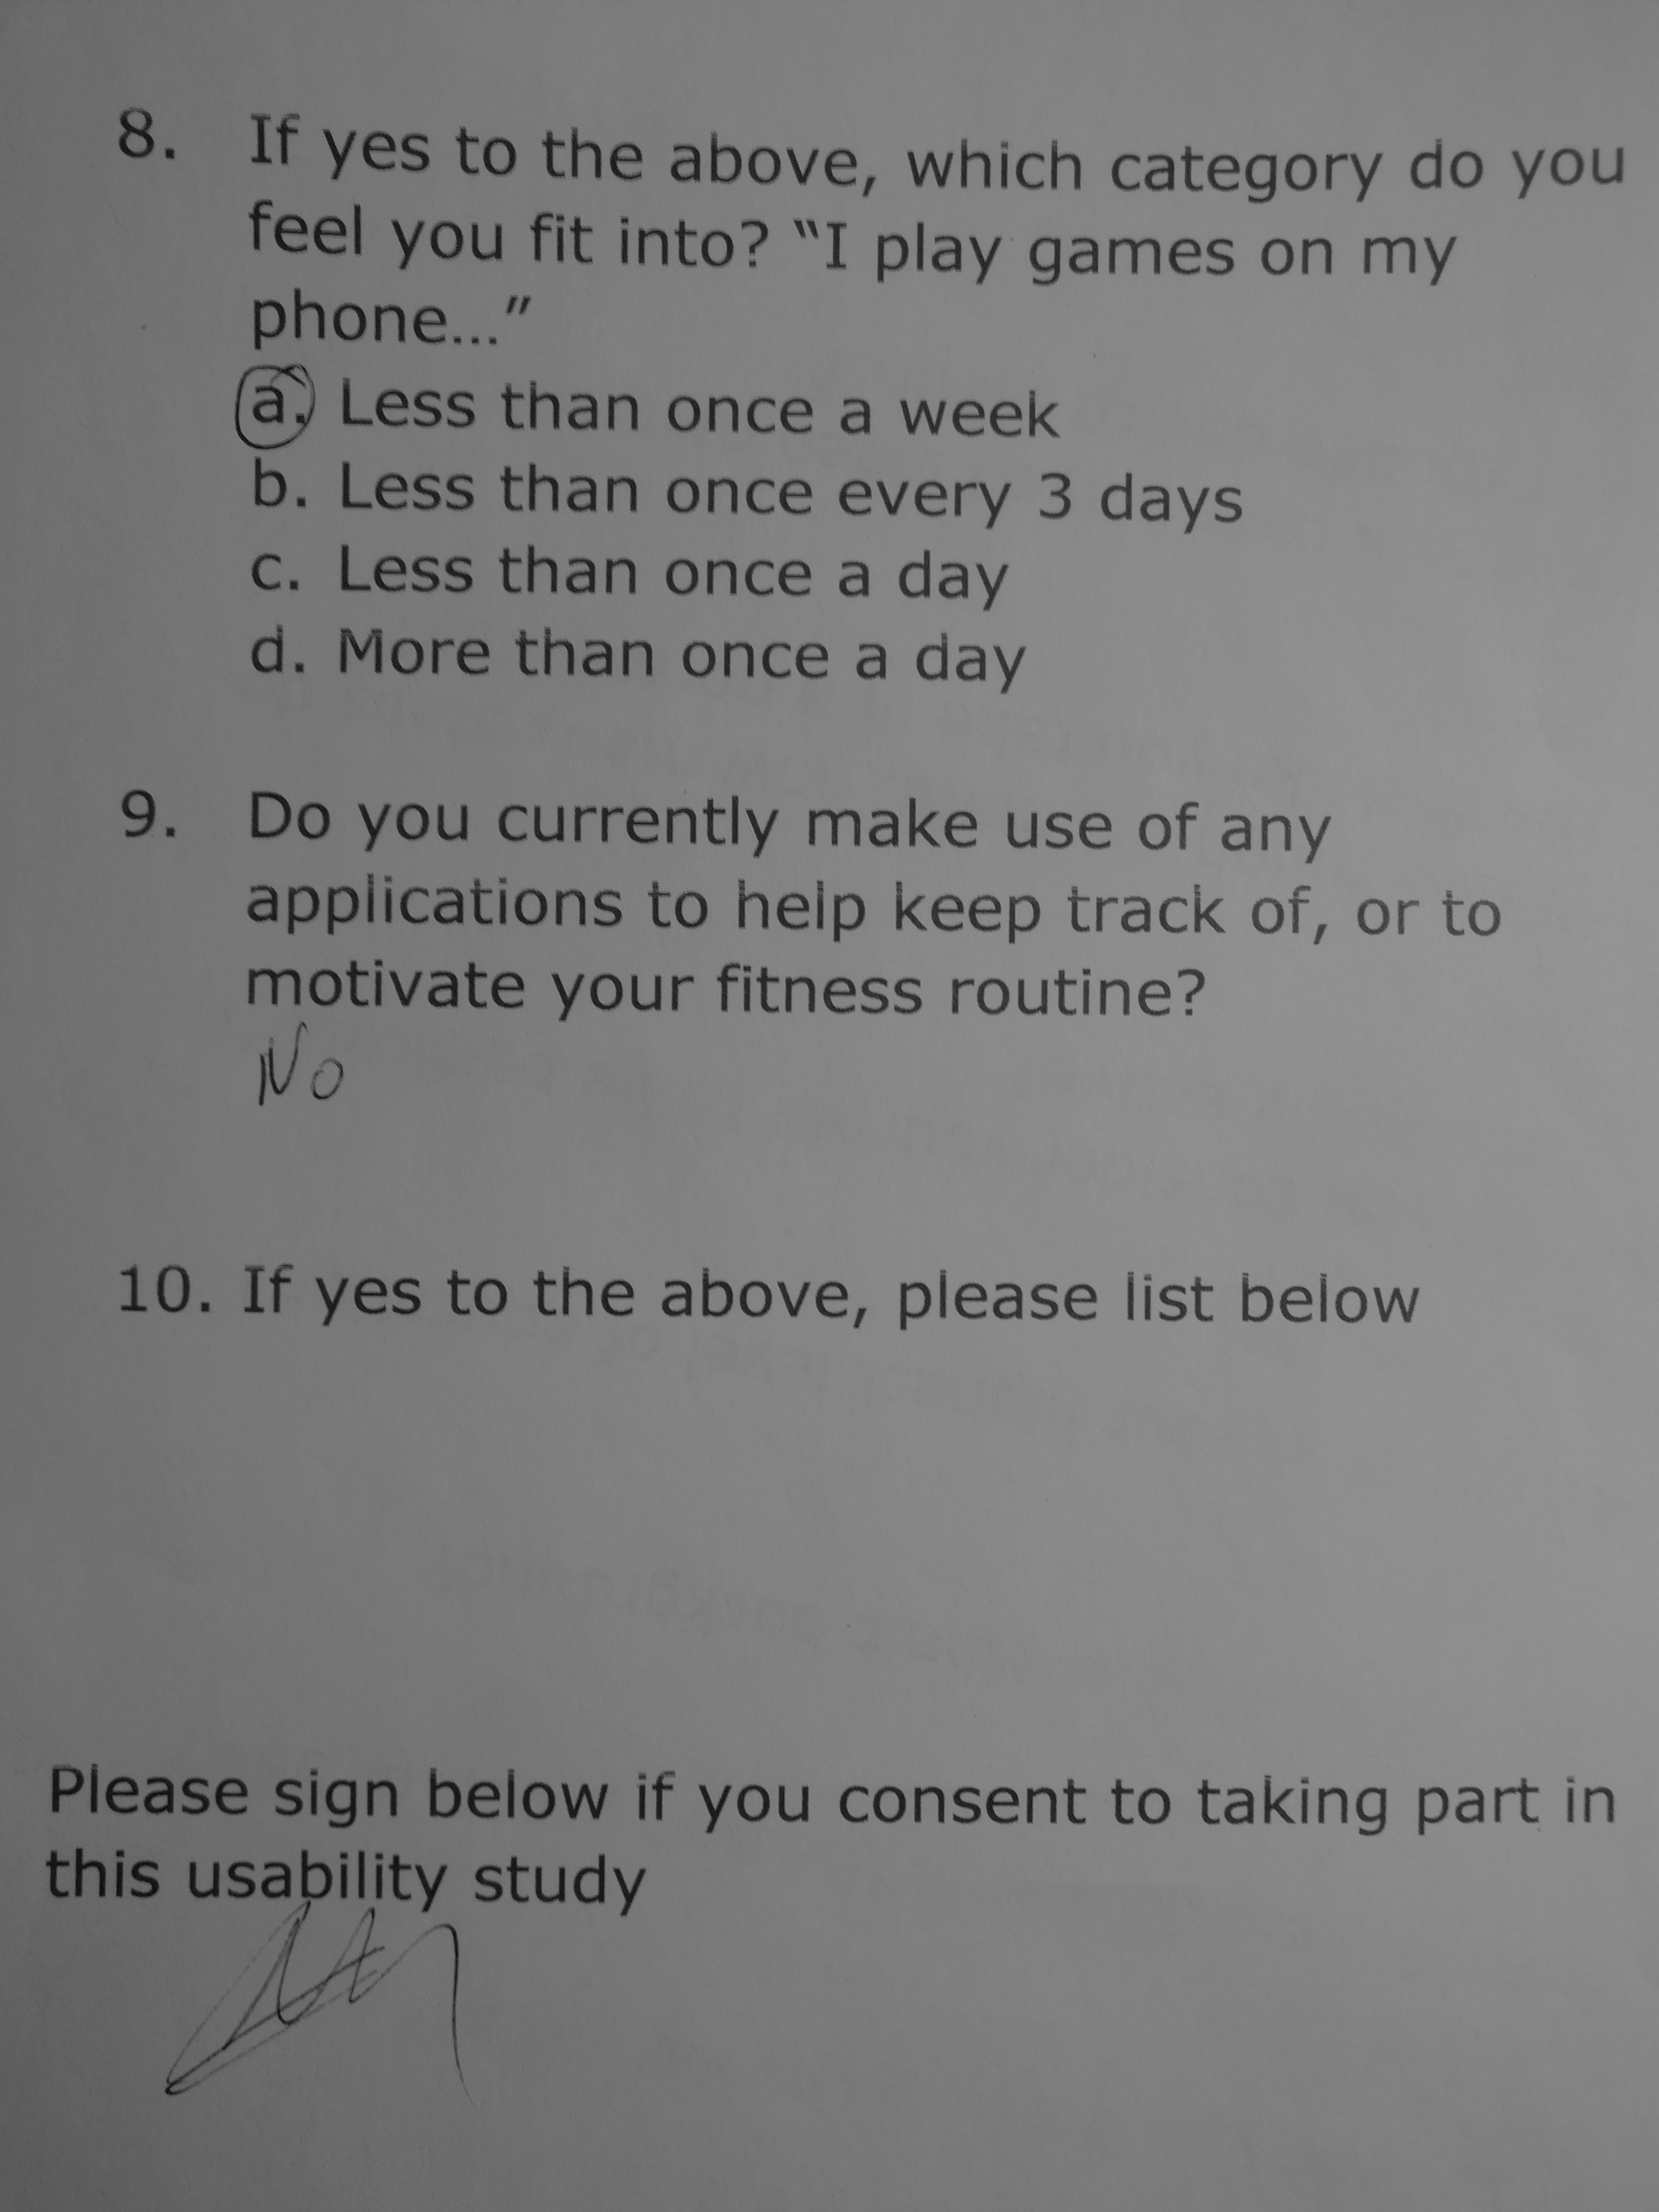 8. If yes to the above, which category do you
feel you fit into? “I play games on my
phone…”
a. Less than once a week
b. Less than once every 3 days
c. Less than once a day
d. More than once a day
9. Do you currently make use of any
applications to help keep track of, or to
motivate your fitness routine?
No
10. If yes to the above, please list below
Please sign below if you consent to taking part in
this usability study